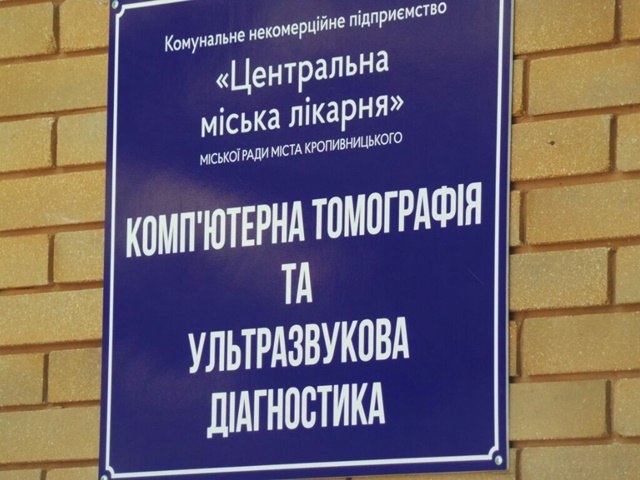 Комунальне некомерційне підприємство
«Центральна
міська лікарня»
МІСЬКОЇ РАДИ МІСТА КРОПИВНИЦЬКОГО
КОМП'ЮТЕРНА ТОМОГРАФІЯ
ТА
УЛЬТРАЗВУКОВА
ДІАГНОСТИКА